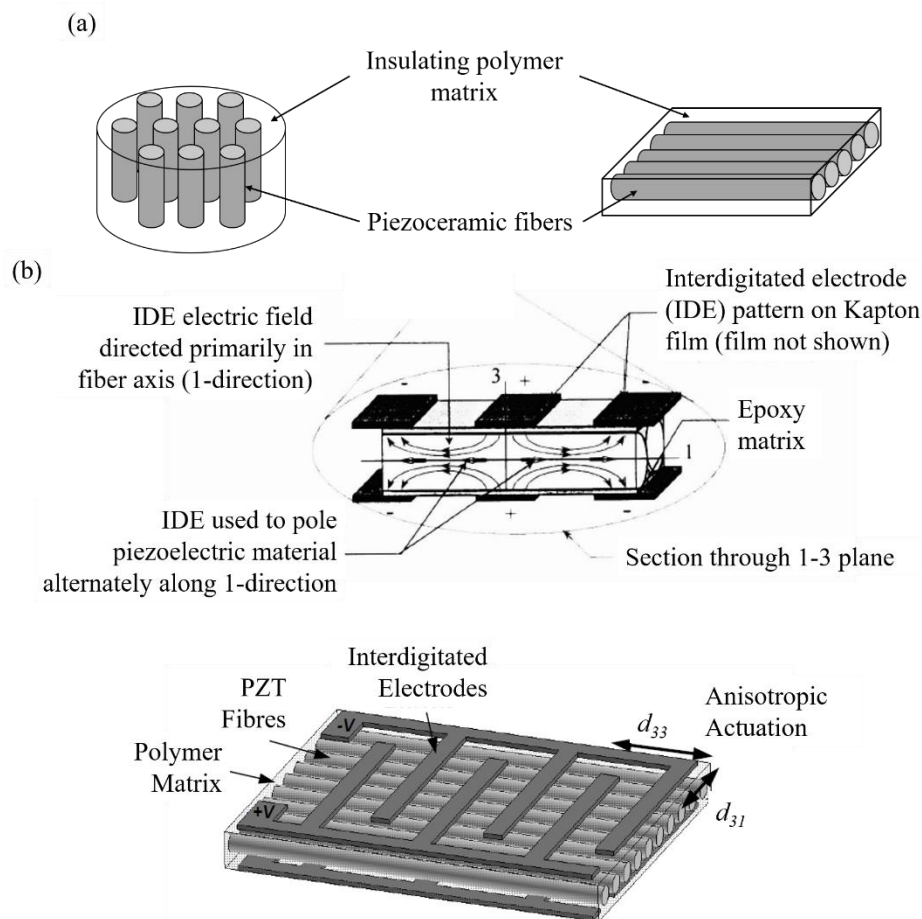 (a)
Insulating polymer
matrix
Piezoceramic fibers
(b)
IDE electric field
directed primarily in
fiber axis (1-direction)
Interdigitated electrode
(IDE) pattern on Kapton
film (film not shown)
- 3 + -
Epoxy
matrix
1
- + -
IDE used to pole
piezoelectric material
alternately along 1-direction
Section through 1-3 plane
Interdigitated
Electrodes
PZT
Fibres
Polymer
Matrix
Anisotropic
Actuation
d33
d31
-V
+V